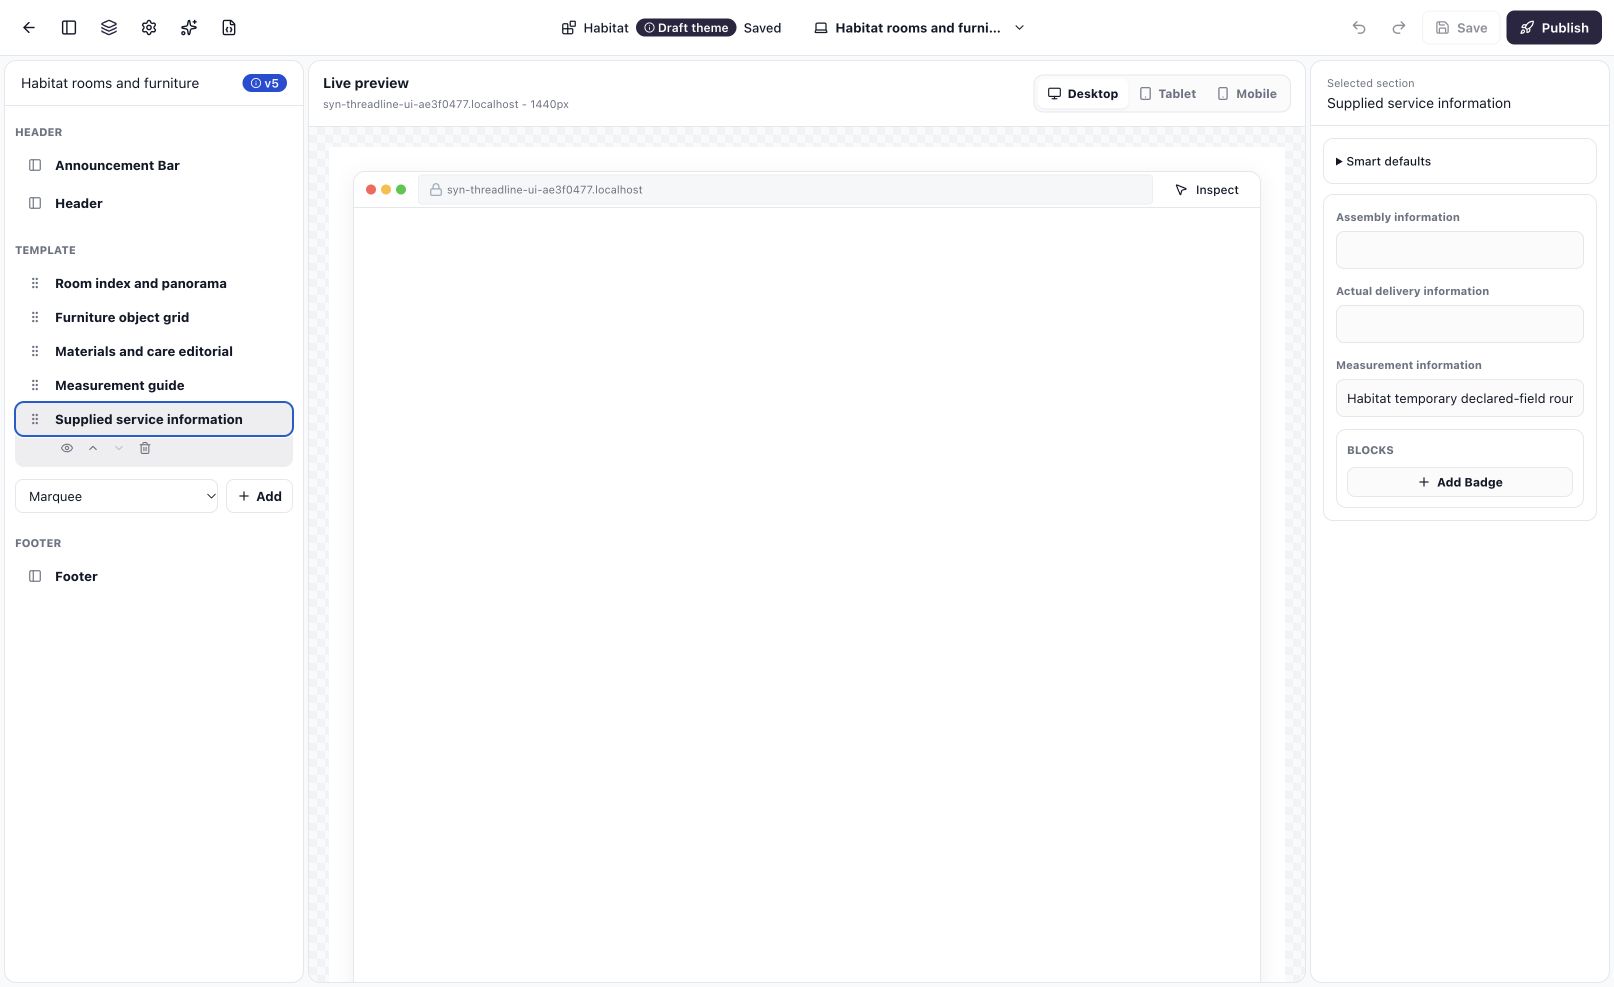 Habitat
Draft theme
Saved
Habitat rooms and furni...
Save
Publish
Habitat rooms and furniture
v5
HEADER
Announcement Bar
Header
TEMPLATE
Room index and panorama
Furniture object grid
Materials and care editorial
Measurement guide
Supplied service information
Marquee
Add
FOOTER
Footer
Live preview
syn-threadline-ui-ae3f0477.localhost - 1440px
Desktop
Tablet
Mobile
syn-threadline-ui-ae3f0477.localhost
Inspect
Selected section
Supplied service information
Smart defaults
Assembly information
Actual delivery information
Measurement information
Habitat temporary declared-field rour
BLOCKS
Add Badge